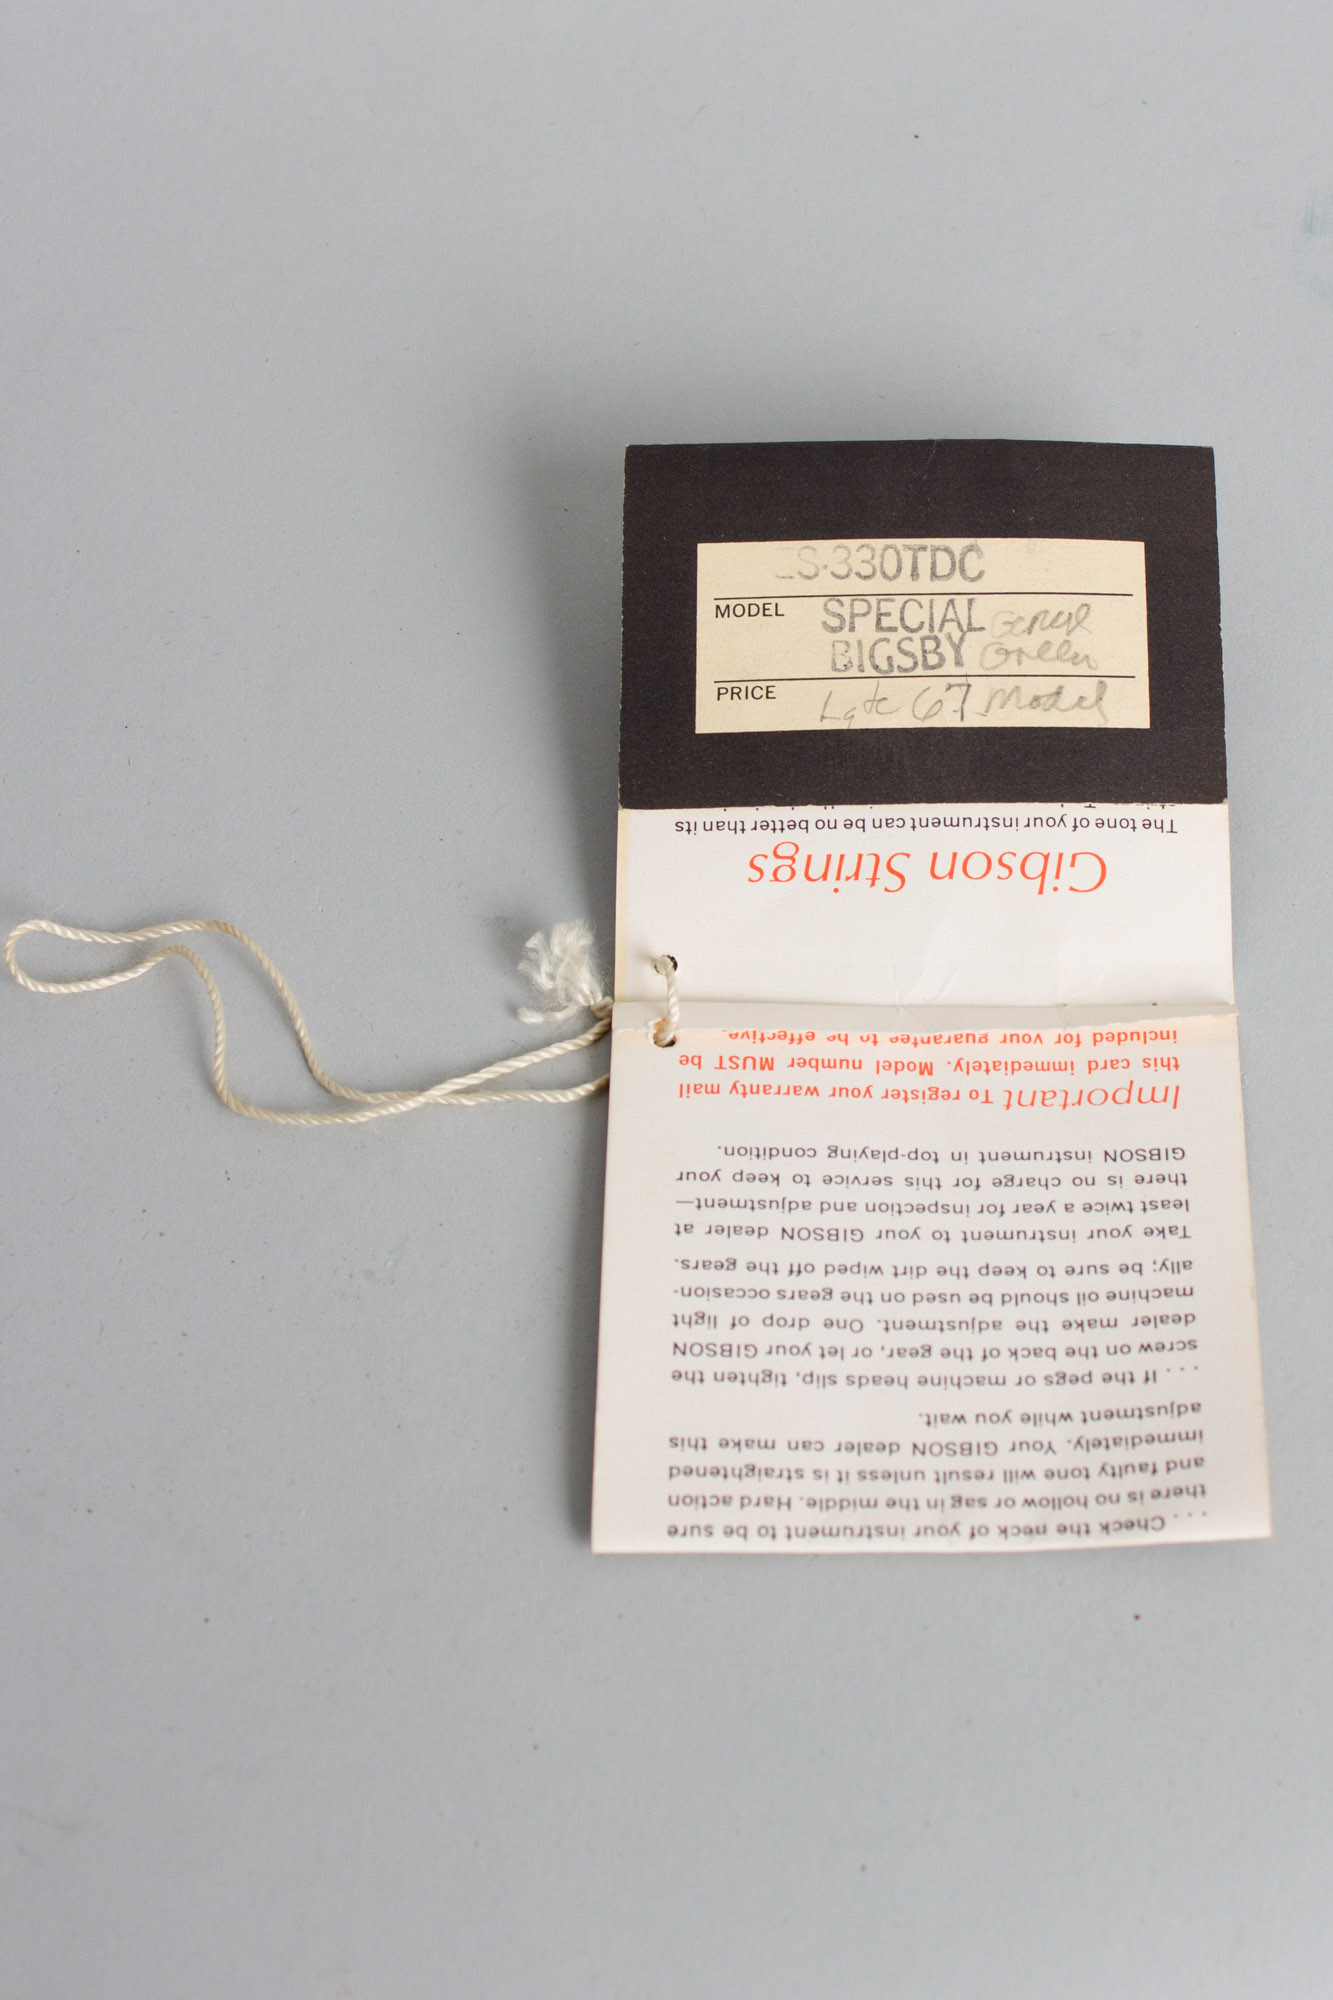 ES-330TDC
MODEL SPECIAL
BIGSBY Green
PRICE Late 67 Model
The tone of your instrument can be no better than its
Gibson Strings
Important To register your warranty mail
this card immediately. Model number MUST be
included for your guarantee to be effective.
. . . Check the neck of your instrument to be sure
there is no hollow or sag in the middle. Hard action
and faulty tone will result unless it is straightened
immediately. Your GIBSON dealer can make this
adjustment while you wait.
. . . If the pegs or machine heads slip, tighten the
screw on the back of the gear, or let your GIBSON
dealer make the adjustment. One drop of light
machine oil should be used on the gears occasion-
ally; be sure to keep the dirt wiped off the gears.
Take your instrument to your GIBSON dealer at
least twice a year for inspection and adjustment—
there is no charge for this service to keep your
GIBSON instrument in top-playing condition.